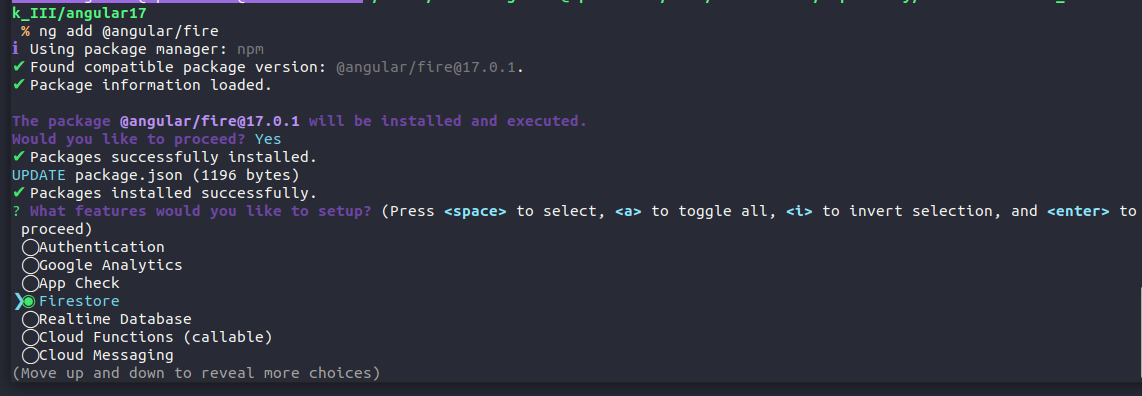 k_III/angular17
% ng add @angular/fire
ℹ Using package manager: npm
✔ Found compatible package version: @angular/fire@17.0.1.
✔ Package information loaded.
The package @angular/fire@17.0.1 will be installed and executed.
Would you like to proceed? Yes
✔ Packages successfully installed.
UPDATE package.json (1196 bytes)
✔ Packages installed successfully.
? What features would you like to setup? (Press <space> to select, <a> to toggle all, <i> to invert selection, and <enter> to
proceed)
◯Authentication
◯Google Analytics
◯App Check
❯◉Firestore
◯Realtime Database
◯Cloud Functions (callable)
◯Cloud Messaging
(Move up and down to reveal more choices)